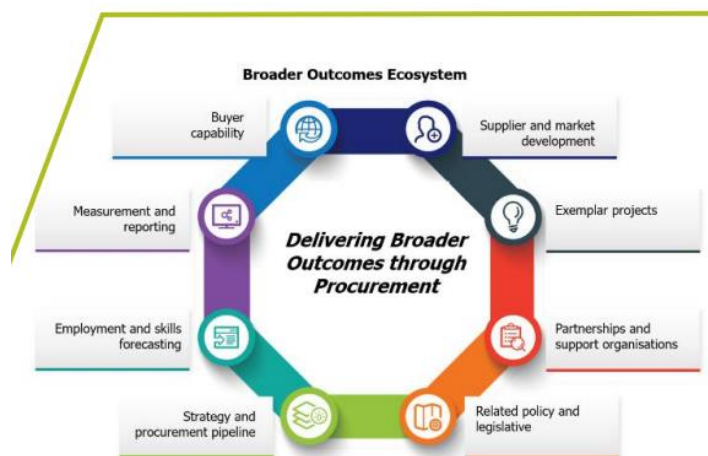 Broader Outcomes Ecosystem
Buyer
capability
Supplier and market
development
Measurement and
reporting
Exemplar projects
Delivering Broader
Outcomes through
Procurement
Employment and skills
forecasting
Partnerships and
support organisations
Strategy and
procurement pipeline
Related policy and
legislative